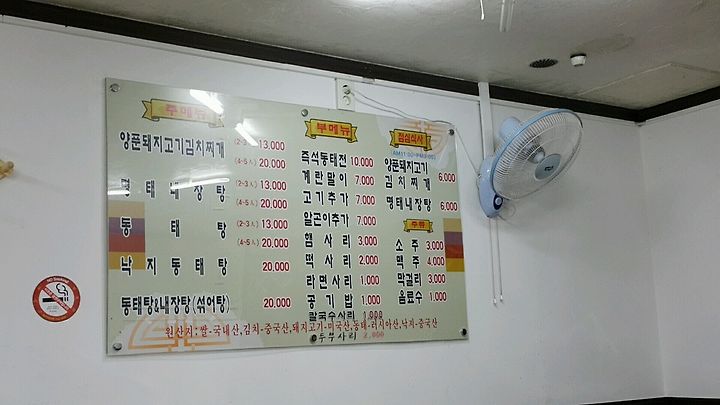 주메뉴
양푼돼지고기김치찌개 (2-3人) 13,000
(4-5人) 20,000
명태내장탕 (2-3人) 13,000
(4-5人) 20,000
동태탕 (2-3人) 13,000
(4-5人) 20,000
낙지동태탕 20,000
동태탕&내장탕(섞어탕) 20,000
부메뉴
즉석동태전 10,000
계란말이 7,000
고기추가 7,000
알곤이추가 7,000
햄사리 3,000
떡사리 2,000
라면사리 1,000
공기밥 1,000
칼국수사리 1,000
두부사리 2,000
점심식사
양푼돼지고기
김치찌개 6,000
명태내장탕 6,000
주류
소주 3,000
맥주 4,000
막걸리 3,000
음료수 1,000
원산지:쌀-국내산,김치-중국산,돼지고기-미국산,동태-러시아산,낙지-중국산